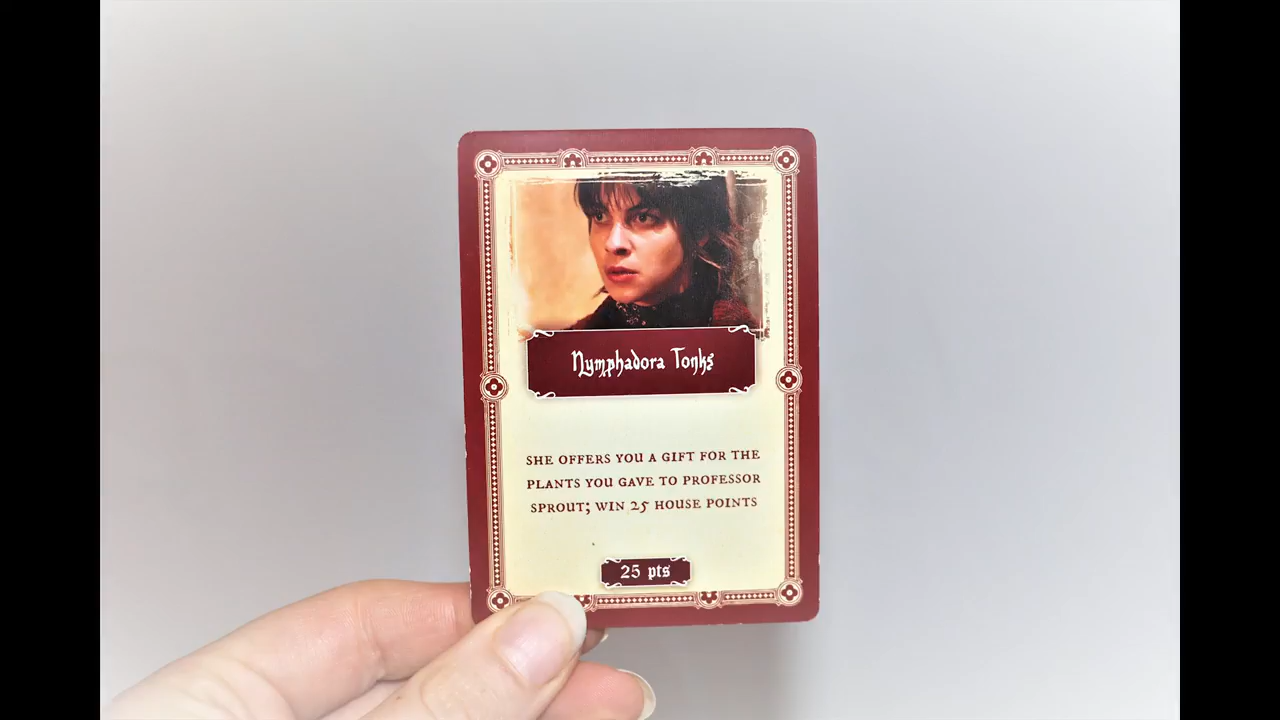 Nymphadora Tonks
SHE OFFERS YOU A GIFT FOR THE
PLANTS YOU GAVE TO PROFESSOR
SPROUT; WIN 25 HOUSE POINTS
25 pts